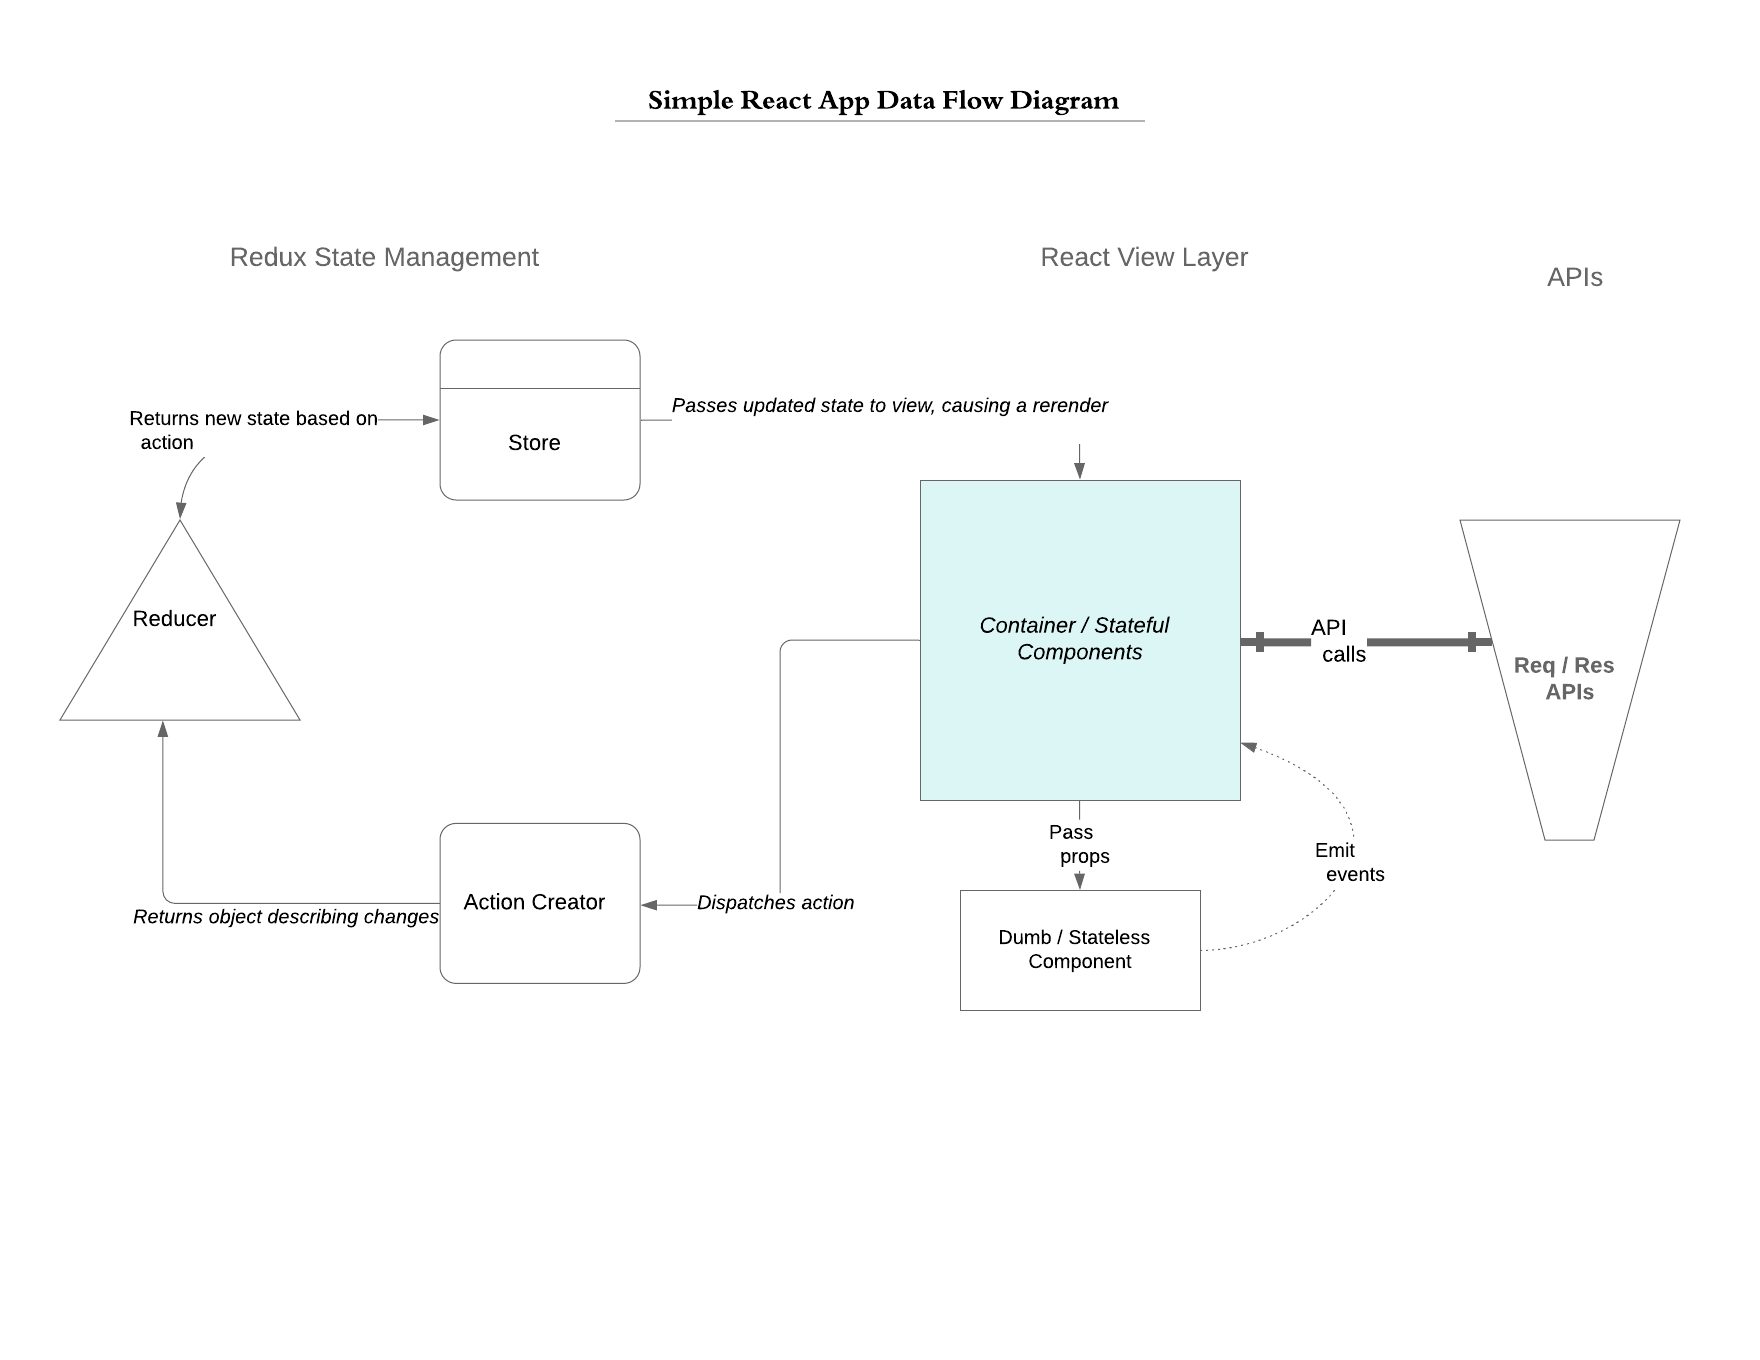 Simple React App Data Flow Diagram
Redux State Management
React View Layer
APIs
Returns new state based on
action
Store
Passes updated state to view, causing a rerender
Reducer
Container / Stateful
Components
API
calls
Req / Res
APIs
Pass
props
Emit
events
Action Creator
Dispatches action
Returns object describing changes
Dumb / Stateless
Component